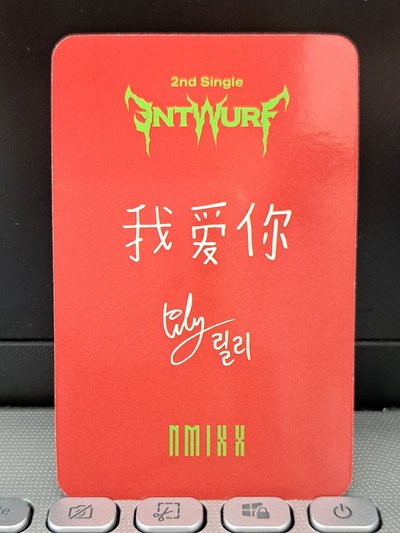 2nd Single
ENTWURF
我爱你
Lily
릴리
NMIXX